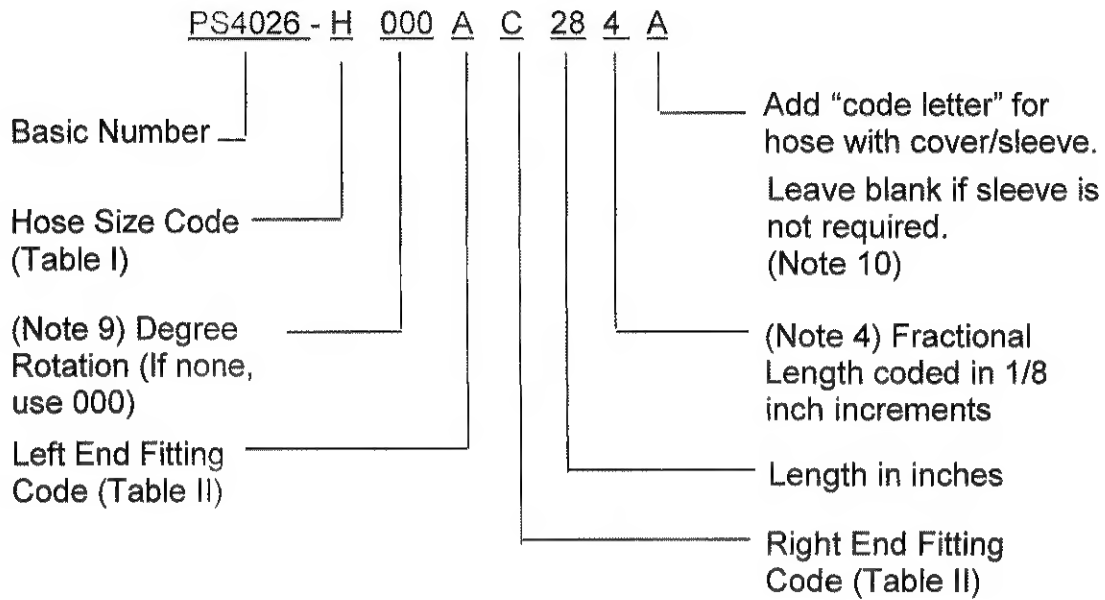 PS4026 - H 000 A C 28 4 A
Basic Number
Hose Size Code
(Table I)
(Note 9) Degree
Rotation (If none,
use 000)
Left End Fitting
Code (Table II)
Add “code letter” for
hose with cover/sleeve.
Leave blank if sleeve is
not required.
(Note 10)
(Note 4) Fractional
Length coded in 1/8
inch increments
Length in inches
Right End Fitting
Code (Table II)